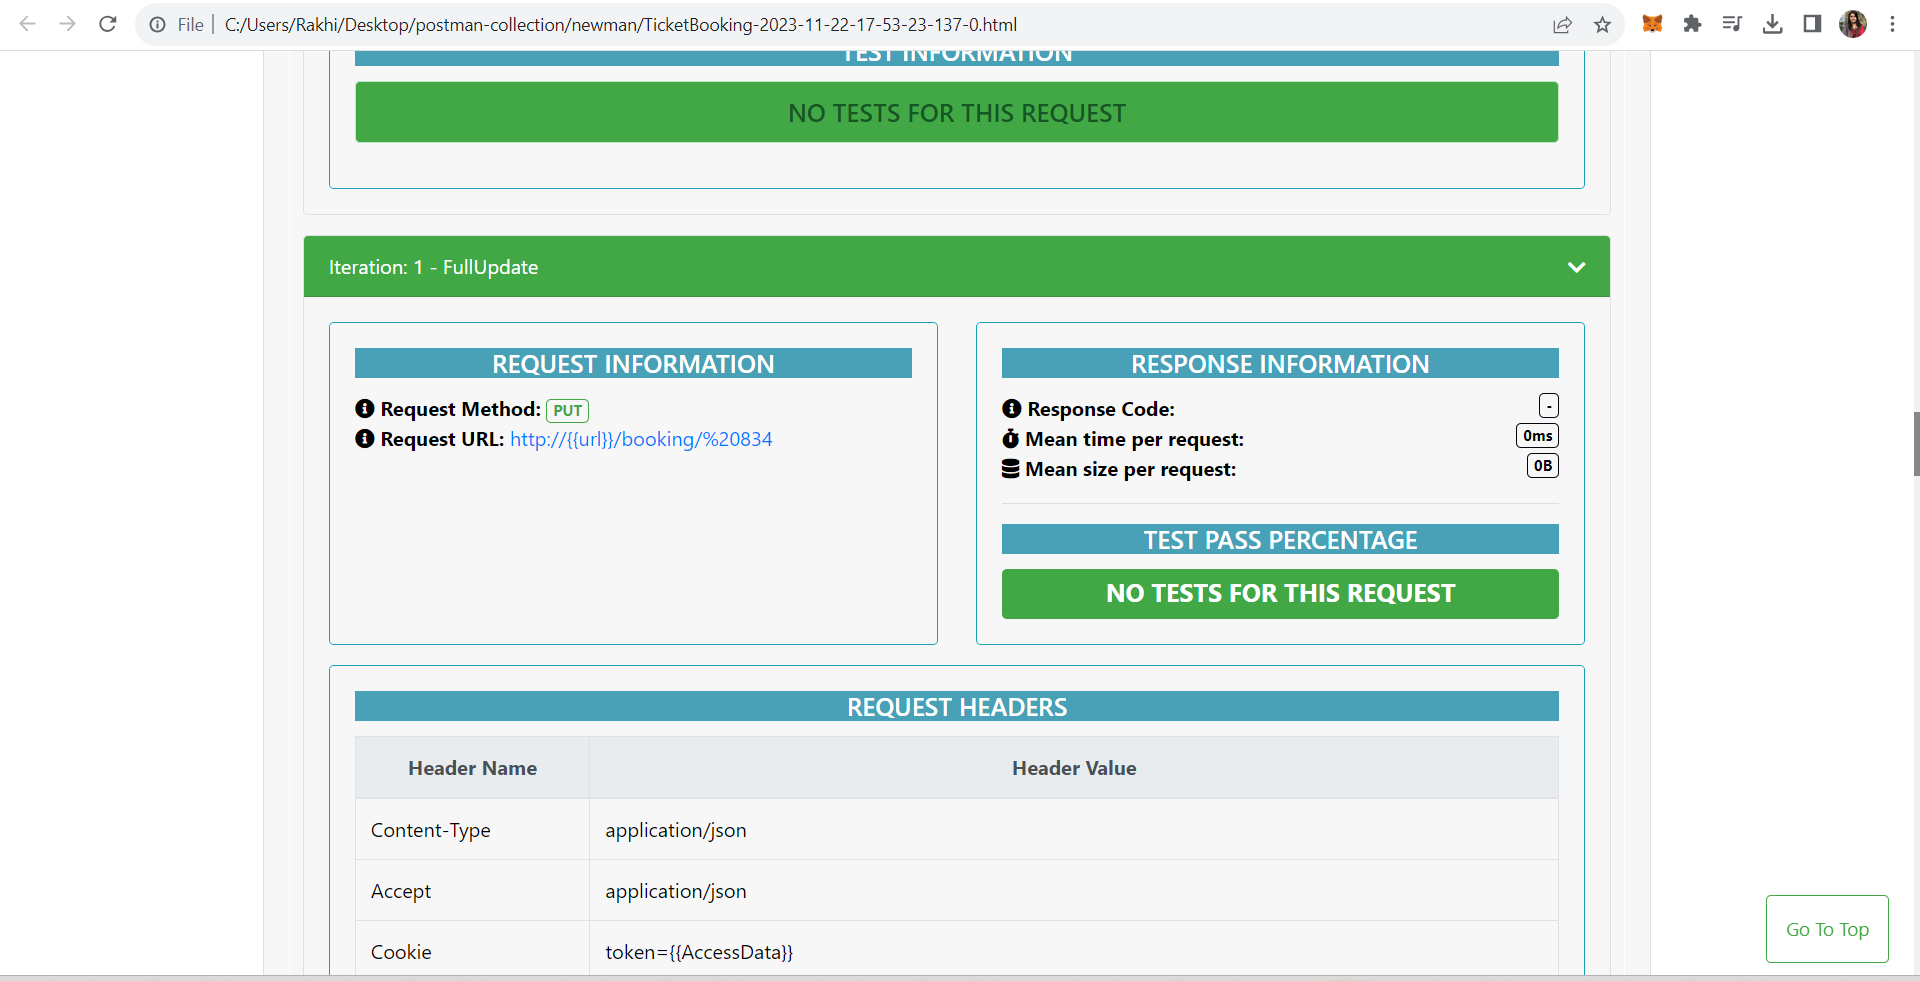 File
C:/Users/Rakhi/Desktop/postman-collection/newman/TicketBooking-2023-11-22-17-53-23-137-0.html
TEST INFORMATION
NO TESTS FOR THIS REQUEST
Iteration: 1 - FullUpdate
REQUEST INFORMATION
Request Method: PUT
Request URL: http://{{url}}/booking/%20834
RESPONSE INFORMATION
Response Code: -
Mean time per request: 0ms
Mean size per request: 0B
TEST PASS PERCENTAGE
NO TESTS FOR THIS REQUEST
REQUEST HEADERS
Header Name Header Value
Content-Type application/json
Accept application/json
Cookie token={{AccessData}}
Go To Top